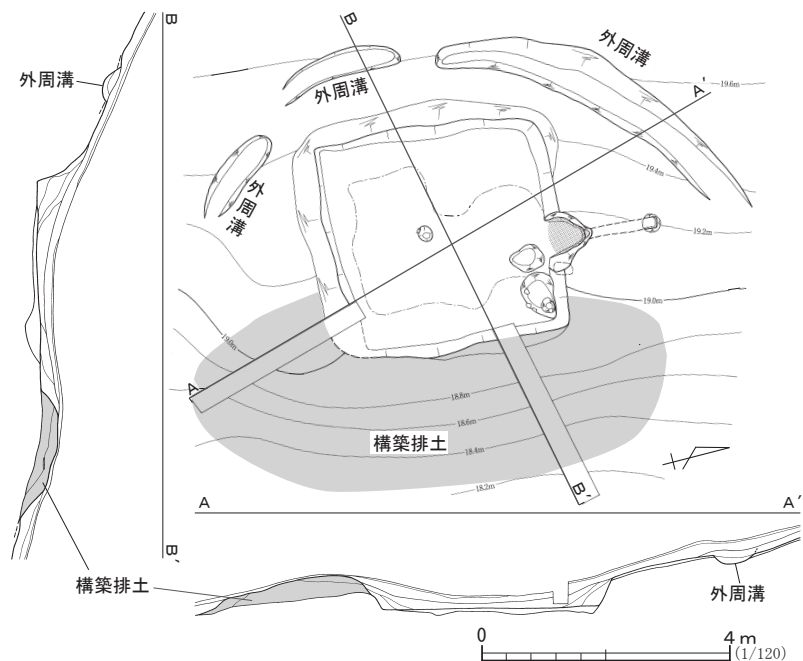 B
B
外周溝
外周溝
外周溝
A'
19.6m
外周溝
19.4m
19.2m
19.0m
19.0m
A
18.8m
18.6m
構築排土
18.4m
18.2m
B'
A
A'
B'
構築排土
外周溝
0
4 m
(1/120)